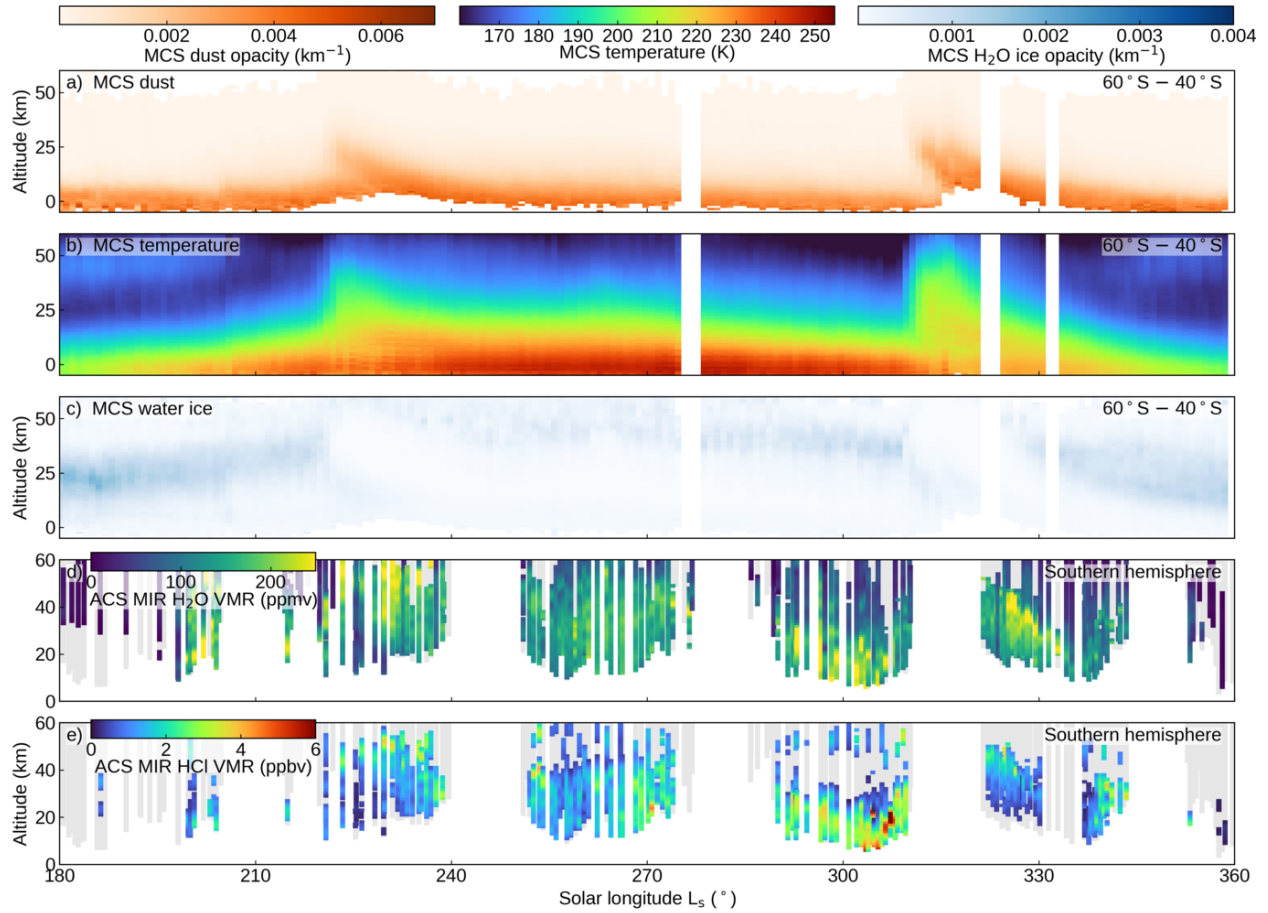 0.002 0.004 0.006
MCS dust opacity (km⁻¹)
170 180 190 200 210 220 230 240 250
MCS temperature (K)
0.001 0.002 0.003 0.004
MCS H₂O ice opacity (km⁻¹)
a) MCS dust
60°S − 40°S
50
25
0
Altitude (km)
b) MCS temperature
60°S − 40°S
50
25
0
Altitude (km)
c) MCS water ice
60°S − 40°S
50
25
0
Altitude (km)
d)
0 100 200
ACS MIR H₂O VMR (ppmv)
Southern hemisphere
60
40
20
0
Altitude (km)
e)
0 2 4 6
ACS MIR HCl VMR (ppbv)
Southern hemisphere
60
40
20
0
Altitude (km)
180 210 240 270 300 330 360
Solar longitude Lₛ (°)